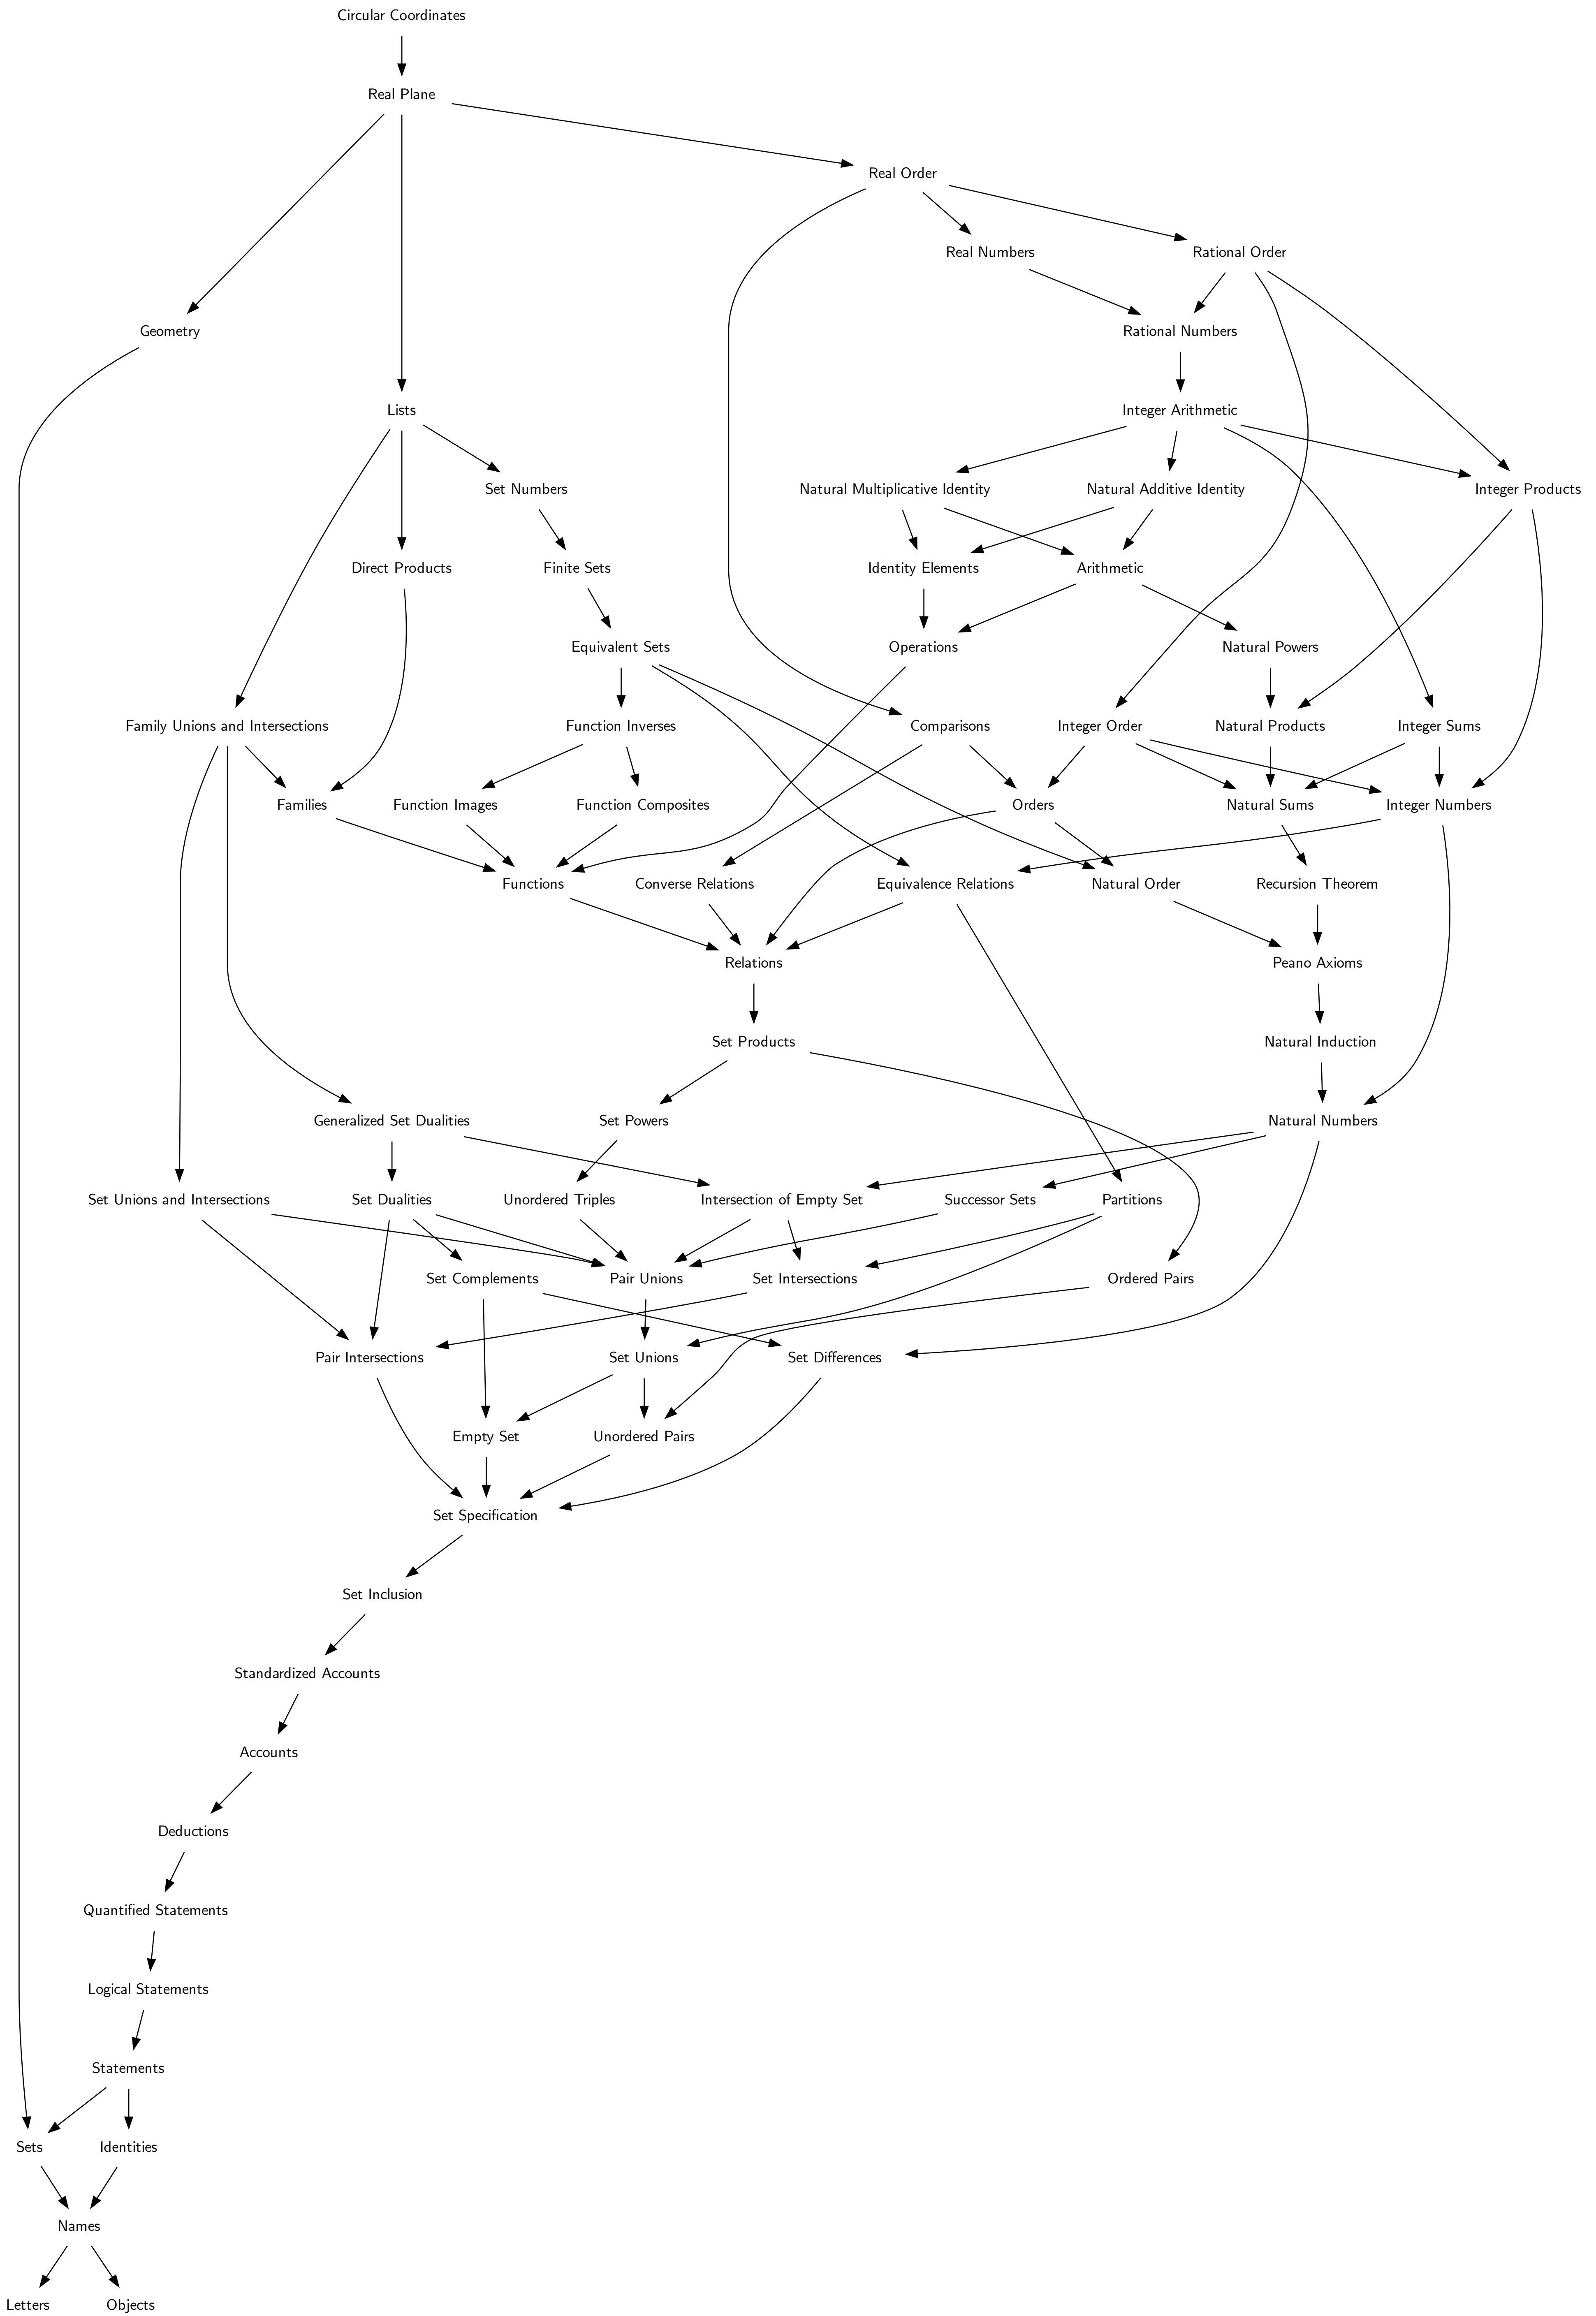 Circular Coordinates
Real Plane
Real Order
Real Numbers
Rational Order
Geometry
Rational Numbers
Lists
Integer Arithmetic
Set Numbers
Natural Multiplicative Identity
Natural Additive Identity
Integer Products
Direct Products
Finite Sets
Identity Elements
Arithmetic
Equivalent Sets
Operations
Natural Powers
Family Unions and Intersections
Function Inverses
Comparisons
Integer Order
Natural Products
Integer Sums
Families
Function Images
Function Composites
Orders
Natural Sums
Integer Numbers
Functions
Converse Relations
Equivalence Relations
Natural Order
Recursion Theorem
Relations
Peano Axioms
Set Products
Natural Induction
Generalized Set Dualities
Set Powers
Natural Numbers
Set Unions and Intersections
Set Dualities
Unordered Triples
Intersection of Empty Set
Successor Sets
Partitions
Set Complements
Pair Unions
Set Intersections
Ordered Pairs
Pair Intersections
Set Unions
Set Differences
Empty Set
Unordered Pairs
Set Specification
Set Inclusion
Standardized Accounts
Accounts
Deductions
Quantified Statements
Logical Statements
Statements
Sets
Identities
Names
Letters
Objects